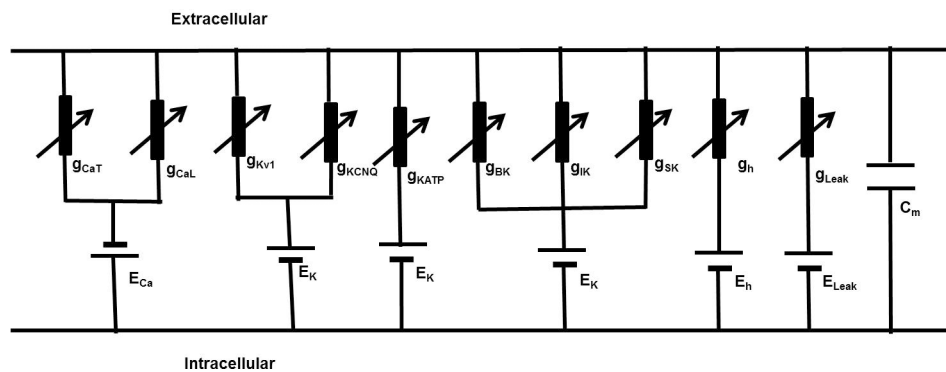 Extracellular
gCaT
gCaL
gKv1
gKCNQ
gKATP
gBK
gIK
gSK
gh
gLeak
Cm
ECa
EK
EK
EK
Eh
ELeak
Intracellular